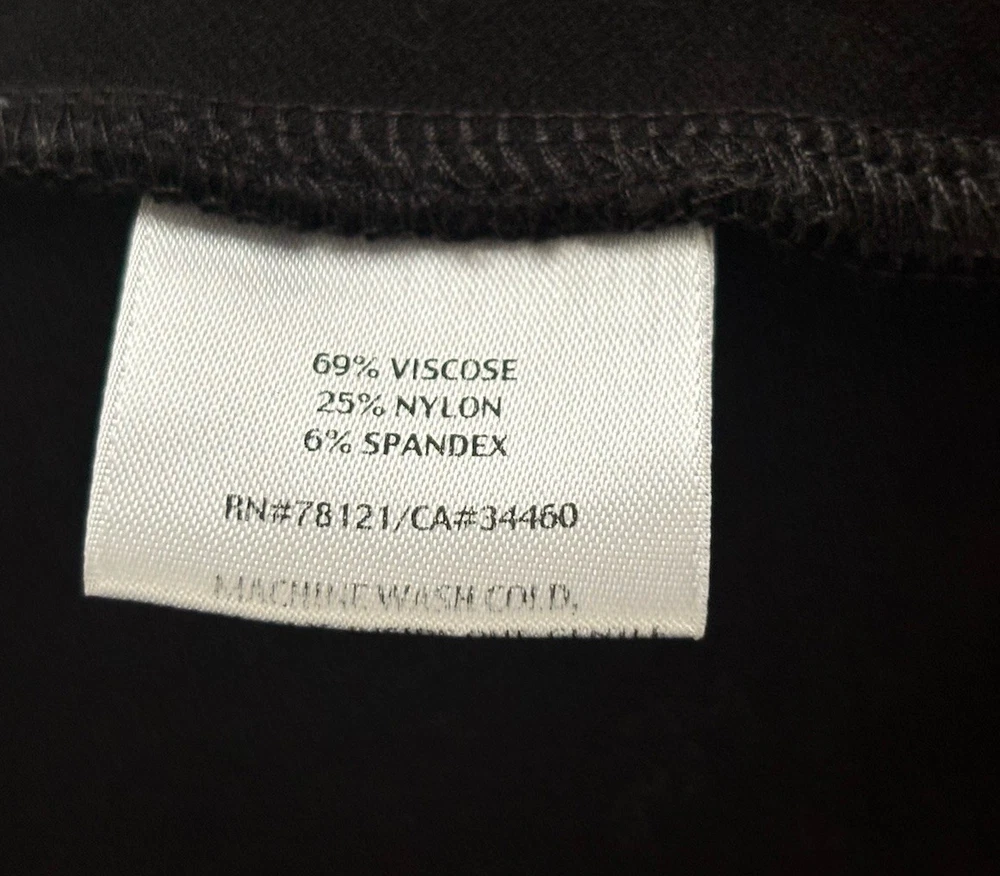 69% VISCOSE
25% NYLON
6% SPANDEX
RN#78121/CA#34460
MACHINE WASH COLD,